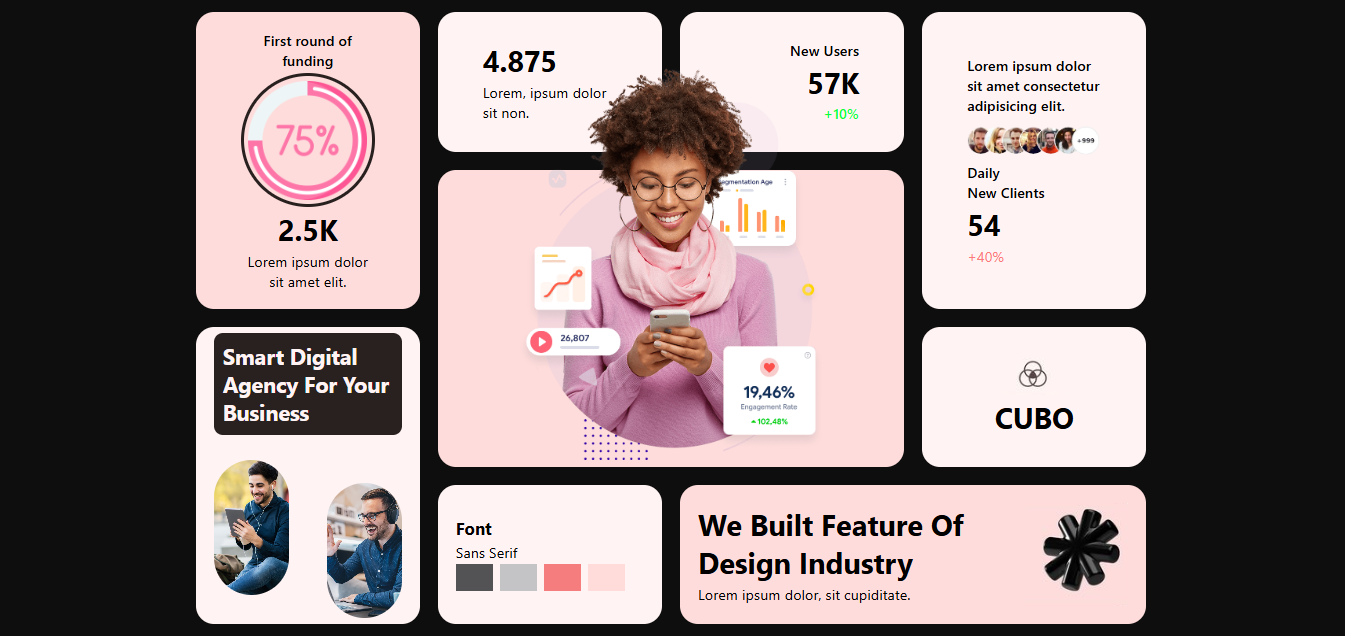 First round of
funding
75%
2.5K
Lorem ipsum dolor
sit amet elit.
4.875
Lorem, ipsum dolor
sit non.
New Users
57K
+10%
Lorem ipsum dolor
sit amet consectetur
adipisicing elit.
+999
Daily
New Clients
54
+40%
Segmentation Age
26,807
19,46%
Engagement Rate
102,48%
Smart Digital
Agency For Your
Business
CUBO
Font
Sans Serif
We Built Feature Of
Design Industry
Lorem ipsum dolor, sit cupiditate.